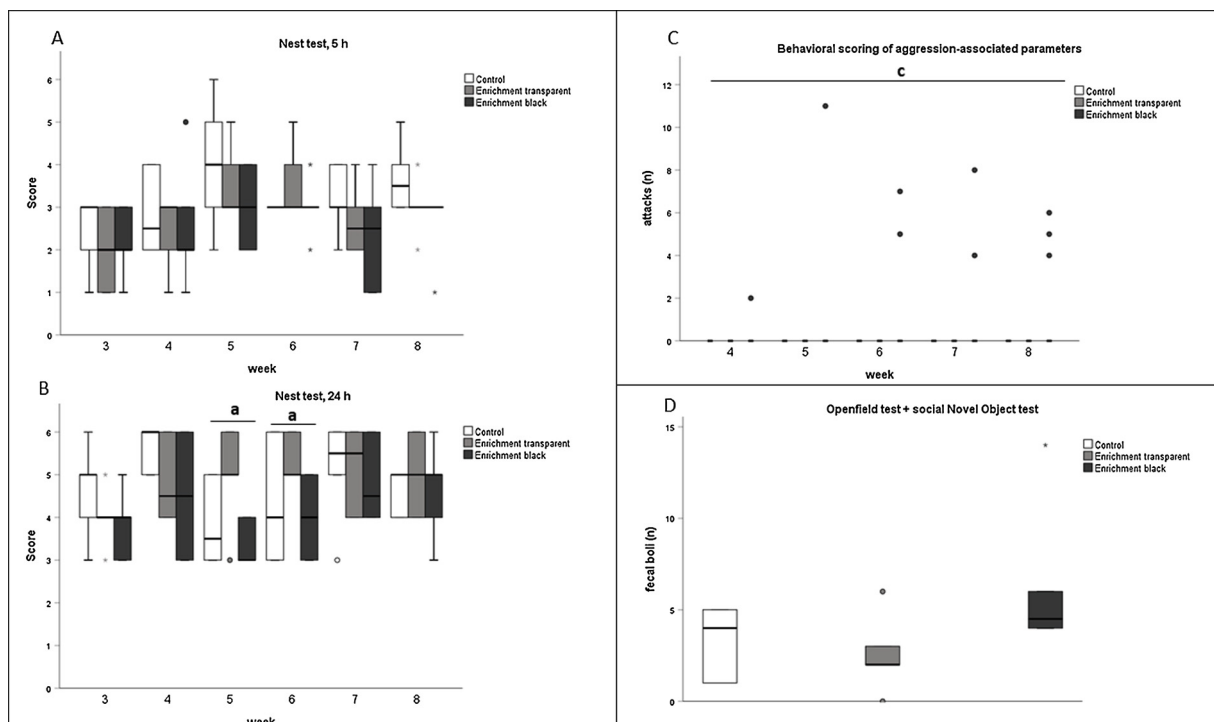 A
Nest test, 5 h
Control
Enrichment transparent
Enrichment black
Score
6
5
4
3
2
1
0
3 4 5 6 7 8
week
B
Nest test, 24 h
a a
Control
Enrichment transparent
Enrichment black
Score
6
5
4
3
2
1
0
3 4 5 6 7 8
week
C
Behavioral scoring of aggression-associated parameters
c
Control
Enrichment transparent
Enrichment black
attacks (n)
12
10
8
6
4
2
0
4 5 6 7 8
week
D
Openfield test + social Novel Object test
Control
Enrichment transparent
Enrichment black
fecal boli (n)
15
10
5
0